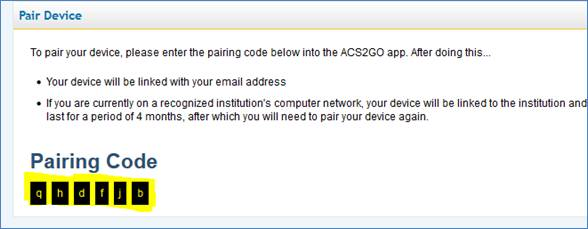 Pair Device
To pair your device, please enter the pairing code below into the ACS2GO app. After doing this...
• Your device will be linked with your email address
• If you are currently on a recognized institution's computer network, your device will be linked to the institution and
last for a period of 4 months, after which you will need to pair your device again.
Pairing Code
q h d f j b